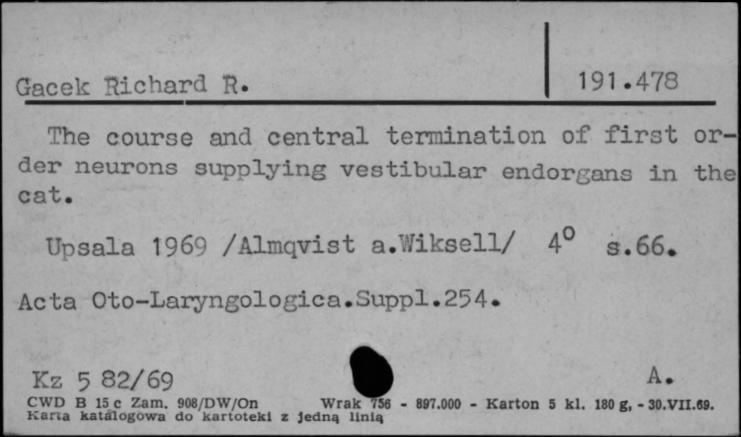 Gacek Richard R. 191.478
The course and central termination of first or-
der neurons supplying vestibular endorgans in the
cat.
Upsala 1969 /Almqvist a.Wiksell/ 4° s.66.
Acta Oto-Laryngologica.Suppl.254.
Kz 5 82/69 A.
CWD B 15 c Zam. 908/DW/On Wrak 756 - 897.000 - Karton 5 kl. 180 g, - 30.VII.69.
Karta katalogowa do kartoteki z jedną linią